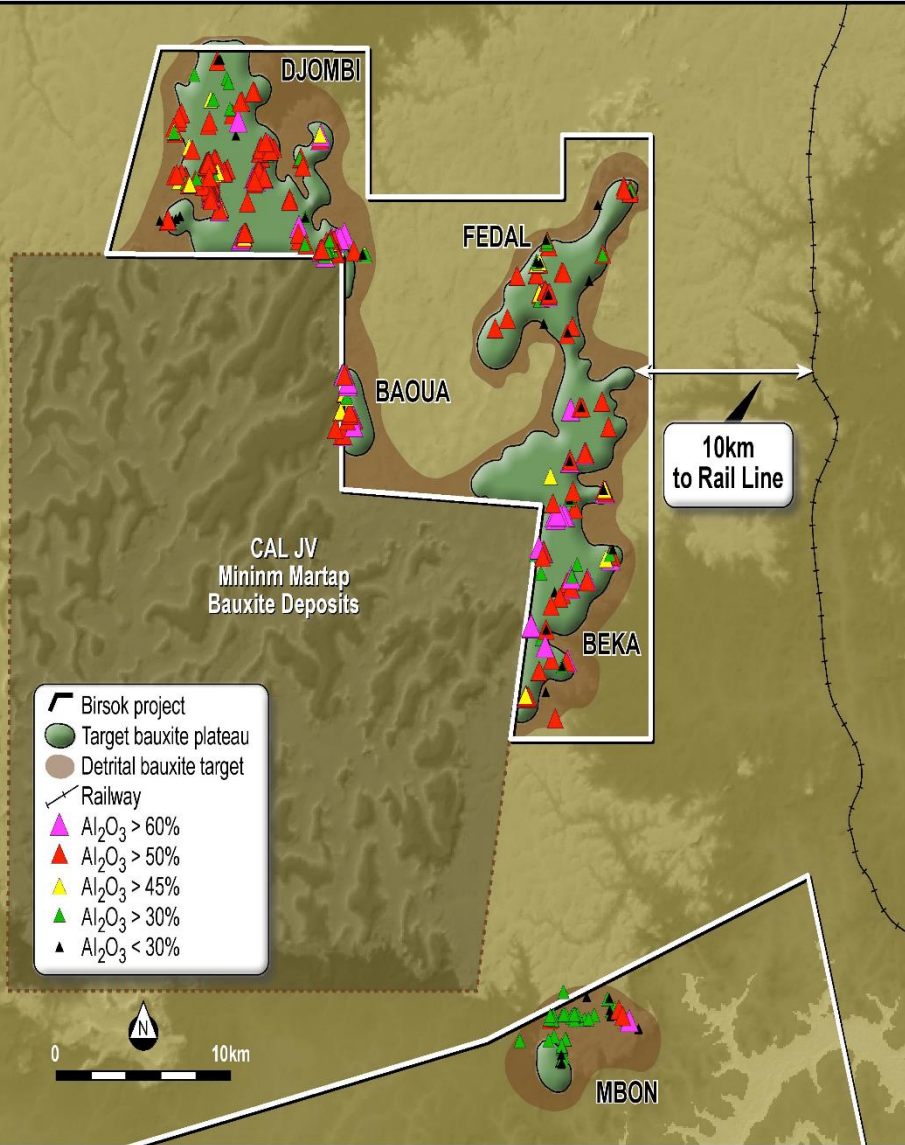 DJOMBI
FEDAL
BAOUA
10km
to Rail Line
CAL JV
Mininm Martap
Bauxite Deposits
BEKA
Birsok project
Target bauxite plateau
Detrital bauxite target
Railway
Al₂O₃ > 60%
Al₂O₃ > 50%
Al₂O₃ > 45%
Al₂O₃ > 30%
Al₂O₃ < 30%
N
0 10km
MBON